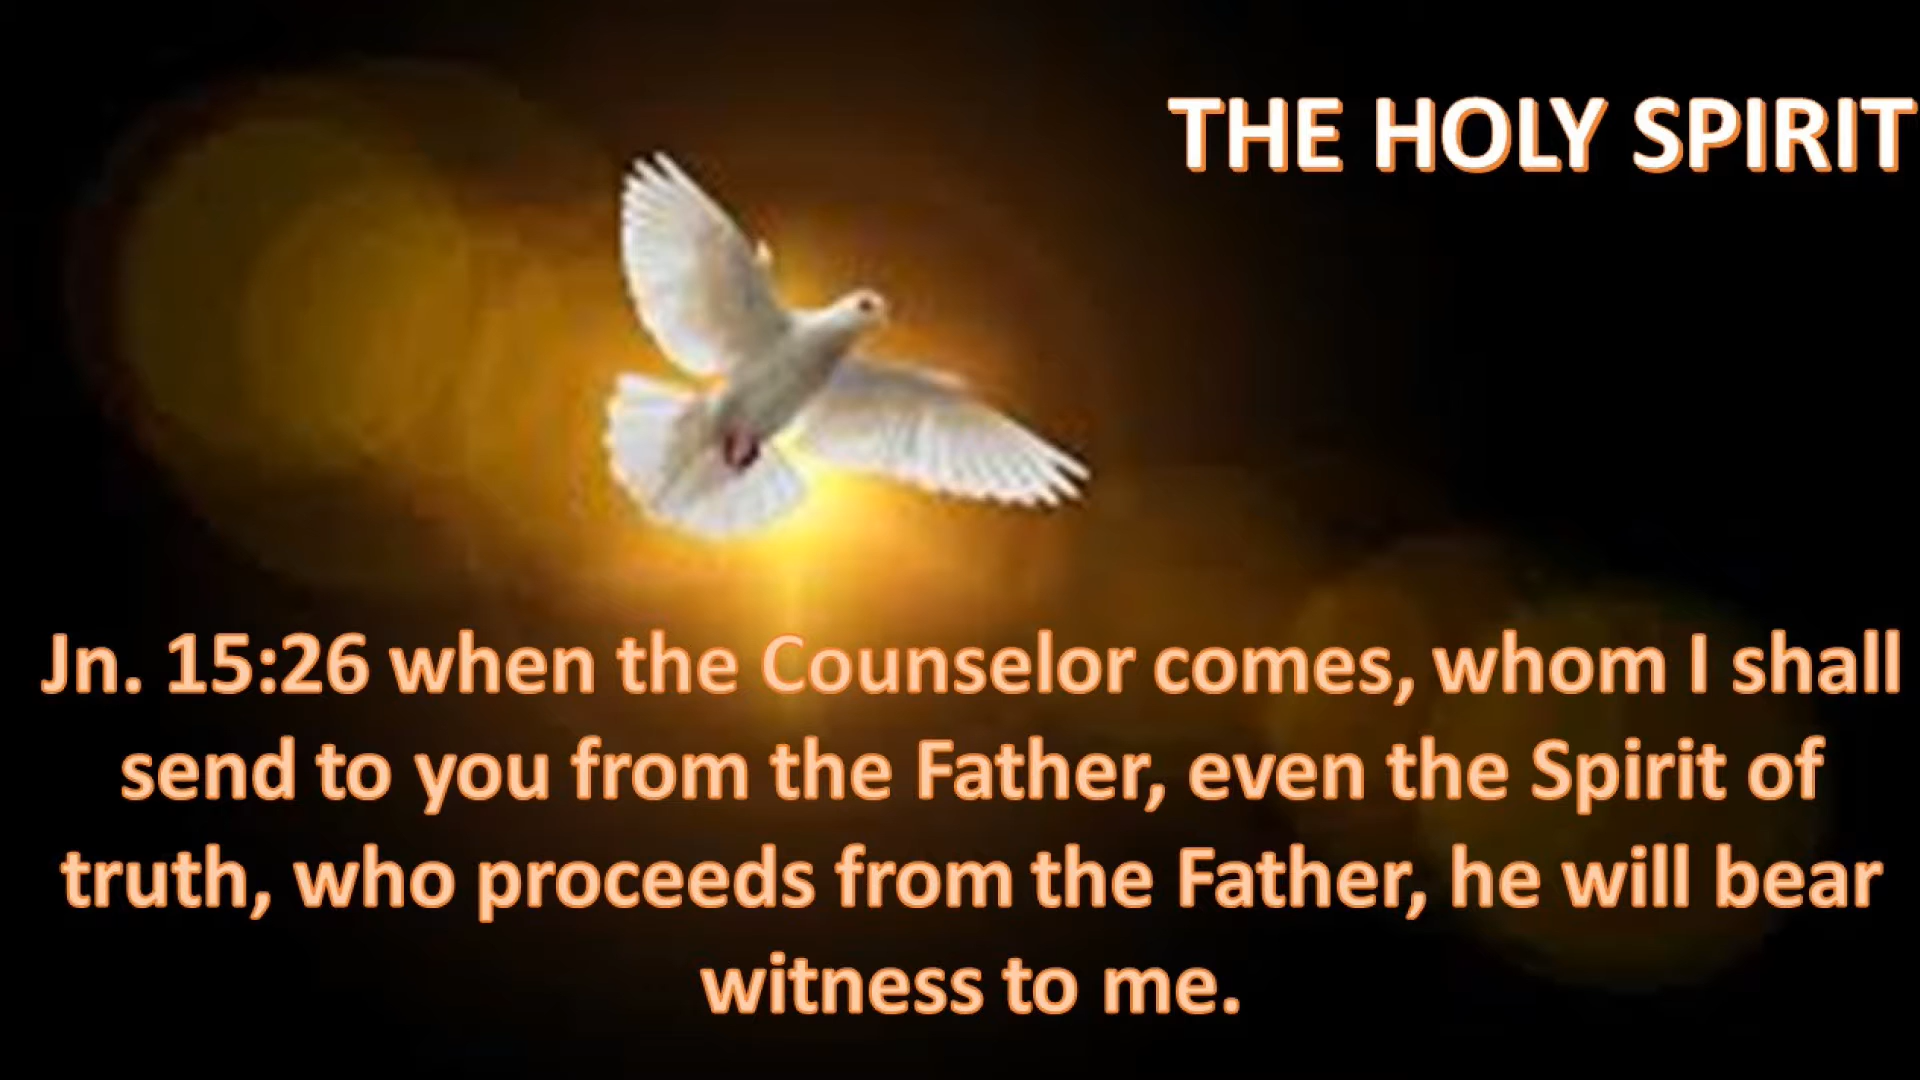 THE HOLY SPIRIT
Jn. 15:26 when the Counselor comes, whom I shall
send to you from the Father, even the Spirit of
truth, who proceeds from the Father, he will bear
witness to me.